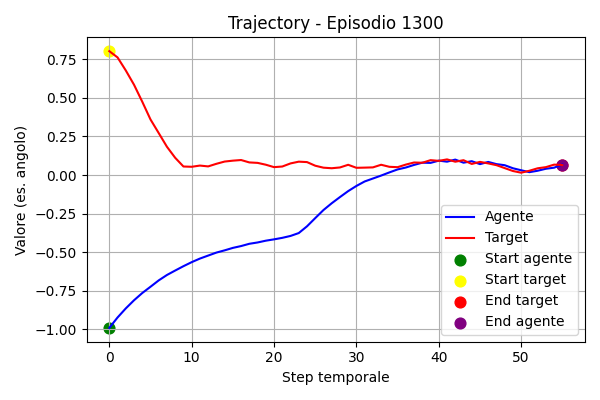 Trajectory - Episodio 1300
Valore (es. angolo)
0.75
0.50
0.25
0.00
−0.25
−0.50
−0.75
−1.00
0 10 20 30 40 50
Step temporale
Agente
Target
Start agente
Start target
End target
End agente